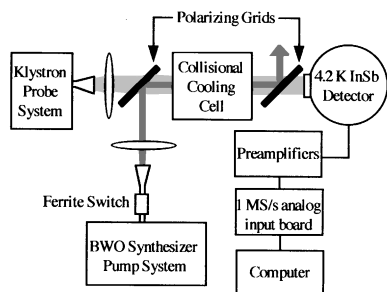 Polarizing Grids
Klystron
Probe
System
Collisional
Cooling
Cell
4.2 K InSb
Detector
Preamplifiers
Ferrite Switch
1 MS/s analog
input board
BWO Synthesizer
Pump System
Computer